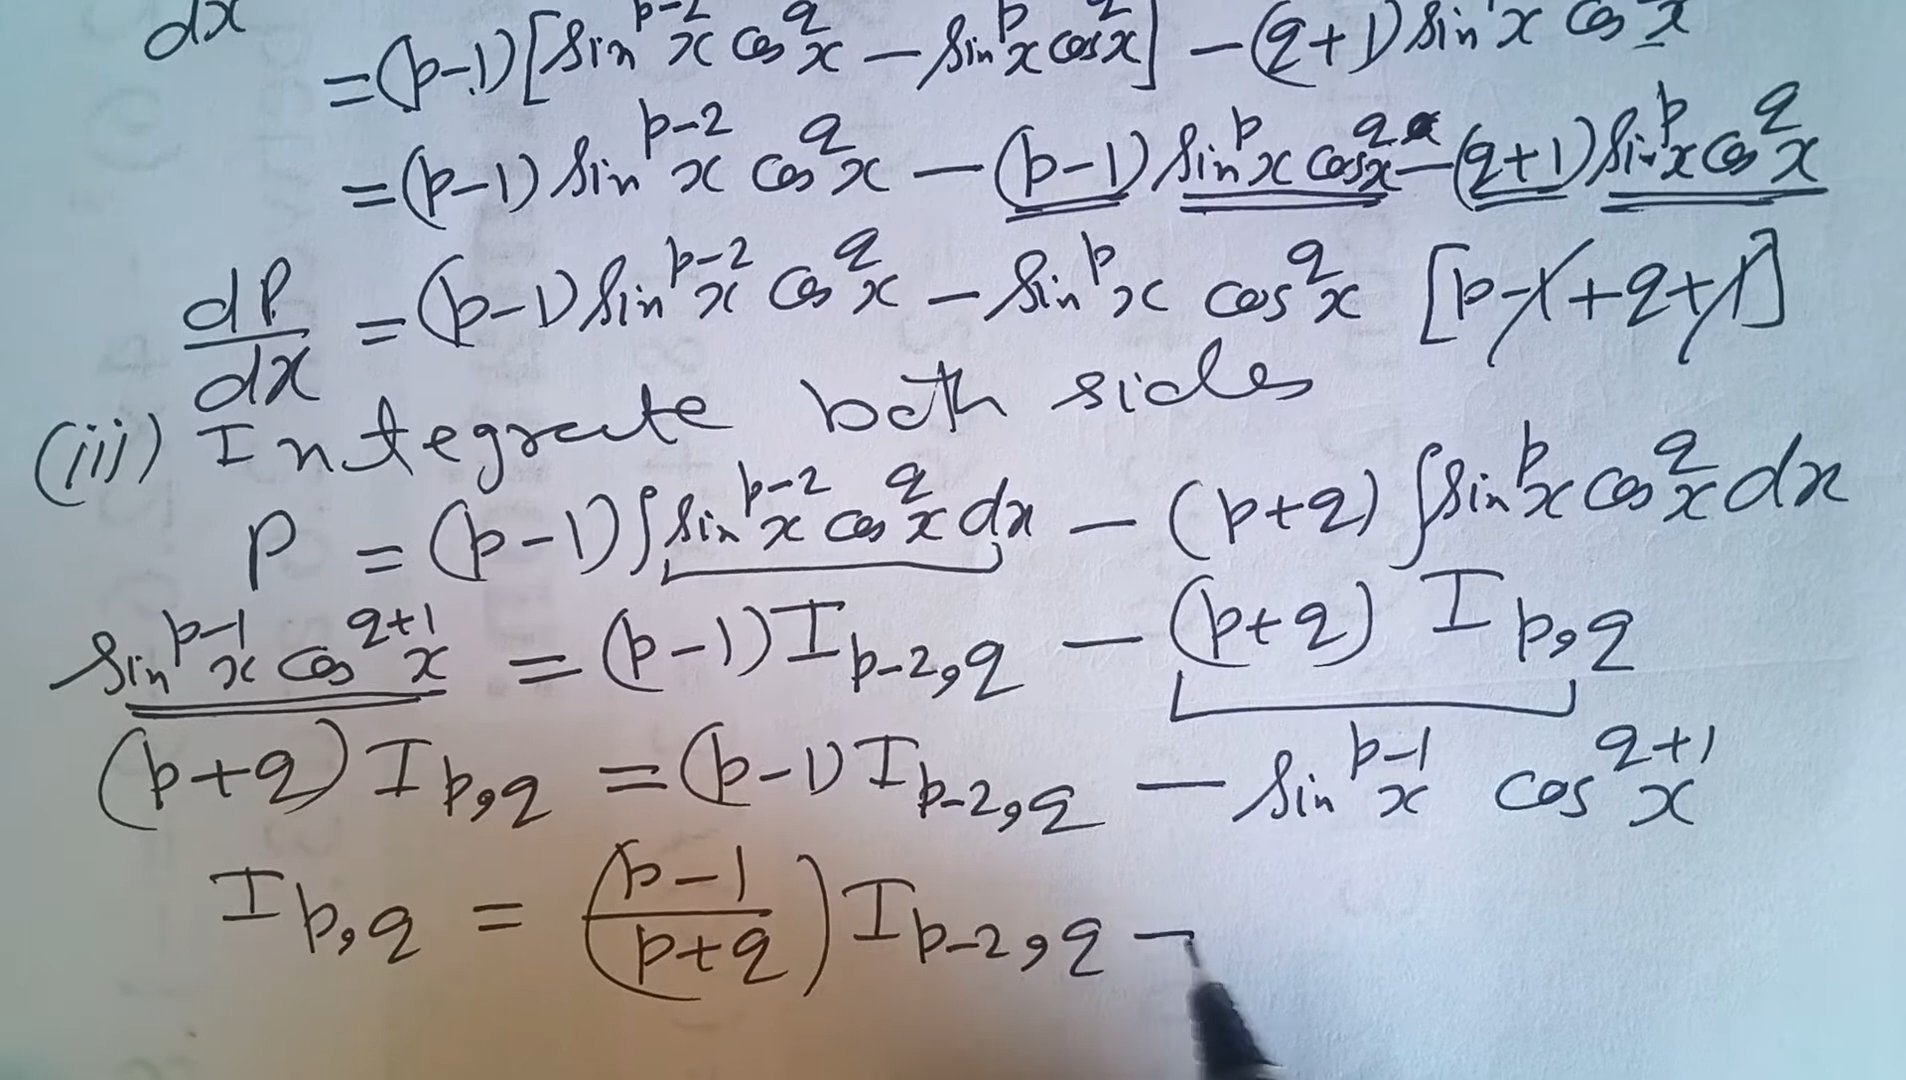 dx
=(p-1)[sin^{p-2}x cos^q x - sin^p x cos^q x] - (q+1) sin^p x cos^q x
=(p-1) sin^{p-2}x cos^q x - (p-1) sin^p x cos^q x - (q+1) sin^p x cos^q x
dP/dx = (p-1) sin^{p-2}x cos^q x - sin^p x cos^q x [p-1+q+1]
(iii) Integrate both sides
P = (p-1)∫sin^{p-2}x cos^q x dx - (p+q)∫sin^p x cos^q x dx
sin^{p-1}x cos^{q+1}x = (p-1) I_{p-2,q} - (p+q) I_{p,q}
(p+q) I_{p,q} = (p-1) I_{p-2,q} - sin^{p-1}x cos^{q+1}x
I_{p,q} = ((p-1)/(p+q)) I_{p-2,q} -